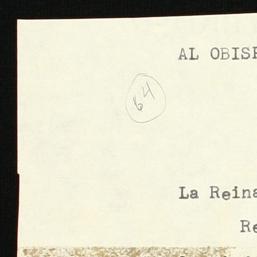 AL OBISP
64
La Reina
Re